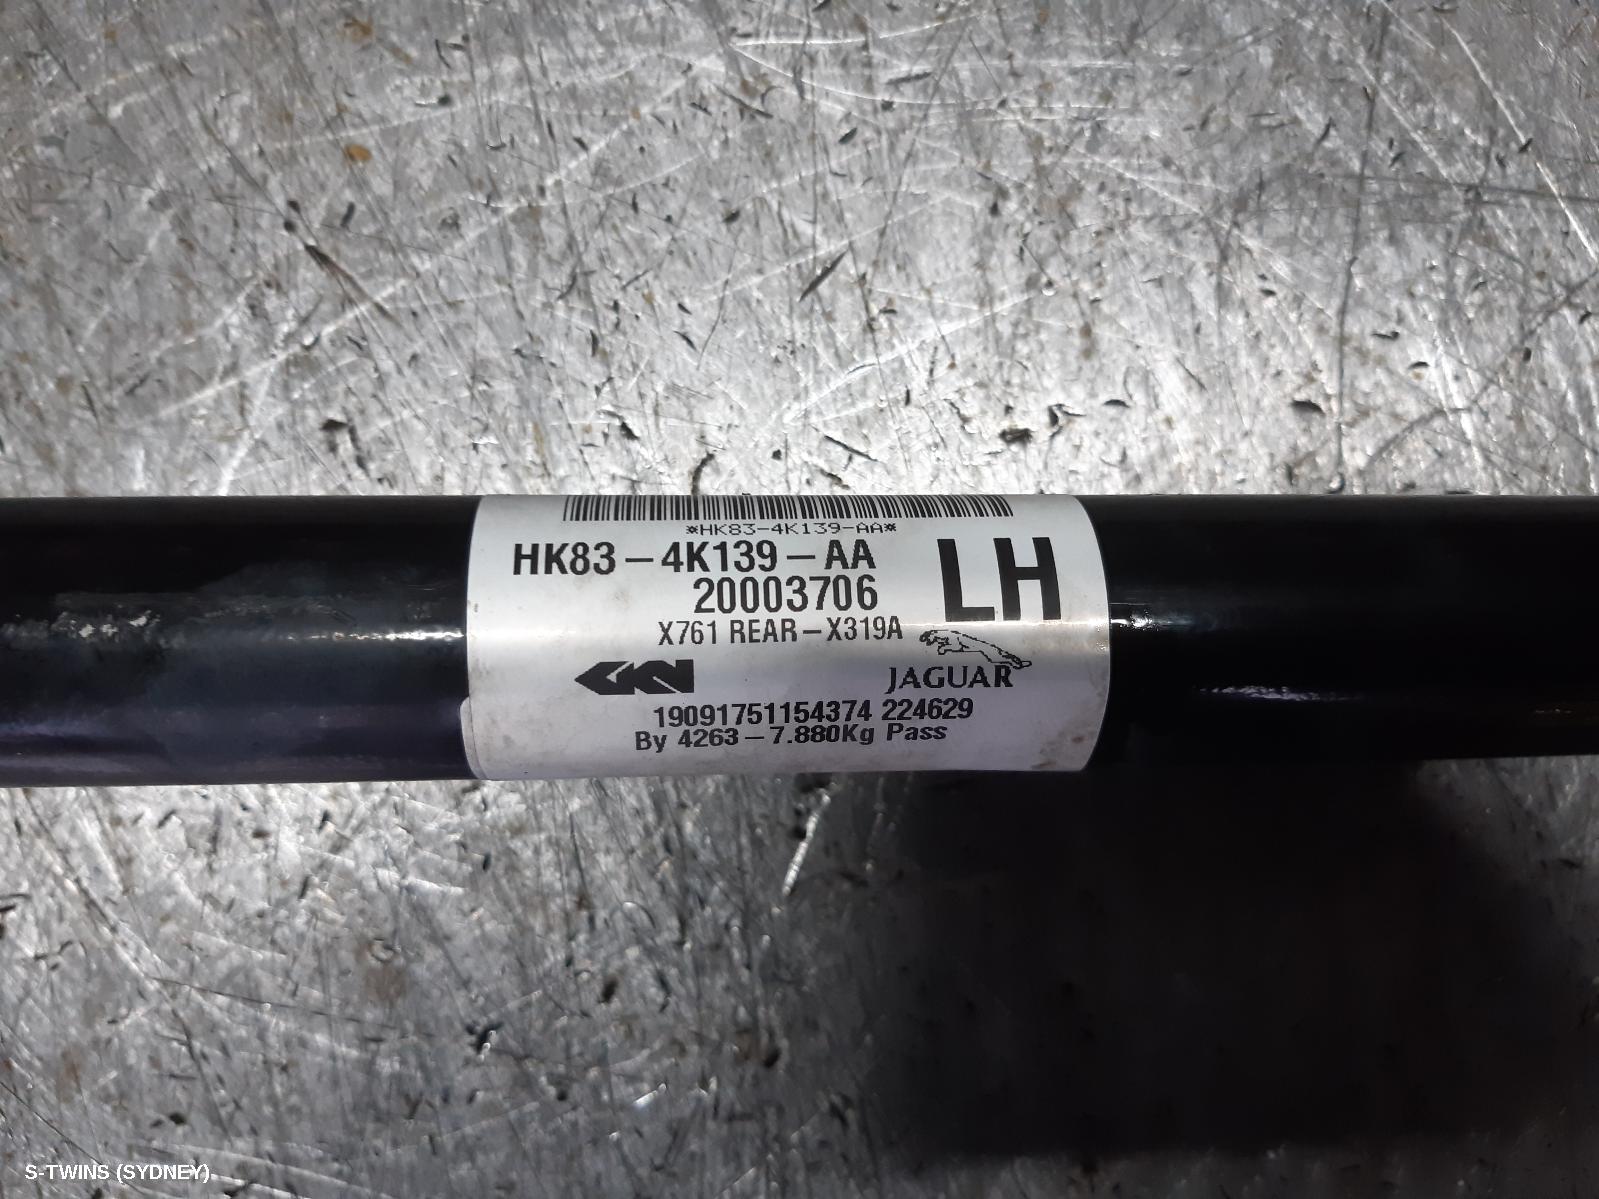 *HK83-4K139-AA*
HK83-4K139-AA LH
20003706
X761 REAR-X319A
GKN JAGUAR
19091751154374 224629
By 4263-7.880Kg Pass
S-TWINS (SYDNEY).